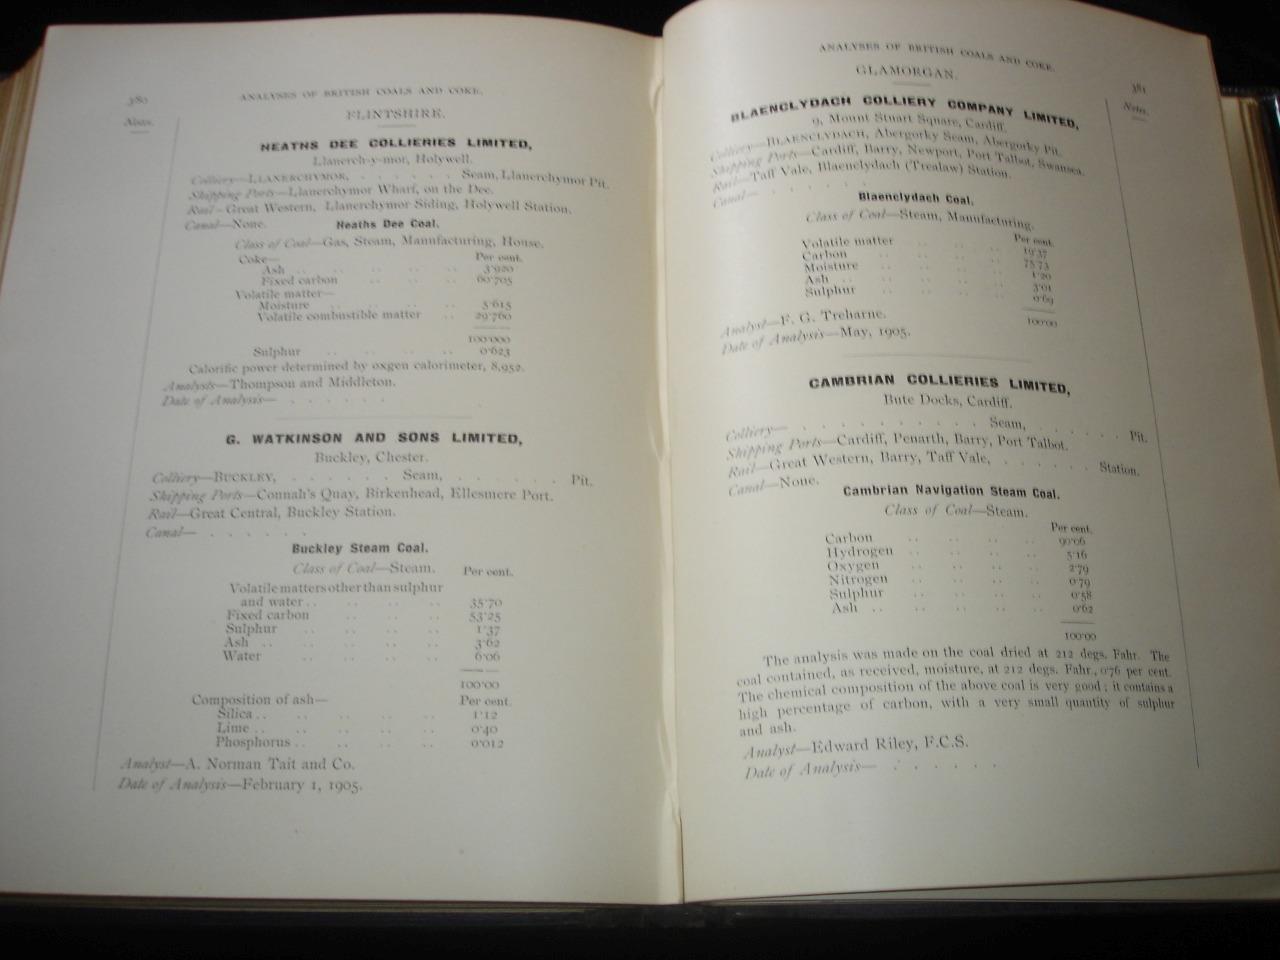 380
ANALYSES OF BRITISH COALS AND COKE.
Notes.
FLINTSHIRE.
NEATHS DEE COLLIERIES LIMITED,
Llanerch-y-mor, Holywell.
Colliery—LLANERCHYMOR, . . . . . . Seam, Llanerchymor Pit.
Shipping Ports—Llanerchymor Wharf, on the Dee.
Rail—Great Western, Llanerchymor Siding, Holywell Station.
Canal—None. Neaths Dee Coal.
Class of Coal—Gas, Steam, Manufacturing, House.
Coke— Per cent.
Ash .. .. .. .. .. 3·920
Fixed carbon .. .. .. 60·705
Volatile matter—
Moisture .. .. .. .. 5·615
Volatile combustible matter .. 29·760
100·000
Sulphur .. .. .. .. 0·623
Calorific power determined by oxgen calorimeter, 8,952.
Analysts—Thompson and Middleton.
Date of Analysis— . . . . . .
G. WATKINSON AND SONS LIMITED,
Buckley, Chester.
Colliery—BUCKLEY, . . . . . . Seam, . . . . . . Pit.
Shipping Ports—Connah's Quay, Birkenhead, Ellesmere Port.
Rail—Great Central, Buckley Station.
Canal— . . . . . .
Buckley Steam Coal.
Class of Coal—Steam. Per cent.
Volatile matters other than sulphur
and water .. .. .. .. 35·70
Fixed carbon .. .. .. 53·25
Sulphur .. .. .. .. 1·37
Ash .. .. .. .. .. 3·62
Water .. .. .. .. 6·06
100·00
Composition of ash— Per cent.
Silica .. .. .. .. .. 1·12
Lime .. .. .. .. .. 0·40
Phosphorus .. .. .. .. 0·012
Analyst—A. Norman Tait and Co.
Date of Analysis—February 1, 1905.
ANALYSES OF BRITISH COALS AND COKE.
381
GLAMORGAN.
Notes.
BLAENCLYDACH COLLIERY COMPANY LIMITED,
9, Mount Stuart Square, Cardiff.
Colliery—BLAENCLYDACH, Abergorky Seam, Abergorky Pit.
Shipping Ports—Cardiff, Barry, Newport, Port Talbot, Swansea.
Rail—Taff Vale, Blaenclydach (Trealaw) Station.
Canal— . . . . . .
Blaenclydach Coal.
Class of Coal—Steam, Manufacturing.
Per cent.
Volatile matter .. .. .. 19·37
Carbon .. .. .. .. 75·73
Moisture .. .. .. .. 1·20
Ash .. .. .. .. .. 3·01
Sulphur .. .. .. .. 0·69
100·00
Analyst—F. G. Treharne.
Date of Analysis—May, 1905.
CAMBRIAN COLLIERIES LIMITED,
Bute Docks, Cardiff.
Colliery— . . . . . . . . . . Seam, . . . . . . Pit.
Shipping Ports—Cardiff, Penarth, Barry, Port Talbot.
Rail—Great Western, Barry, Taff Vale, . . . . . . Station.
Canal—None.
Cambrian Navigation Steam Coal.
Class of Coal—Steam.
Per cent.
Carbon .. .. .. .. 90·06
Hydrogen .. .. .. .. 5·16
Oxygen .. .. .. .. 2·79
Nitrogen .. .. .. .. 0·79
Sulphur .. .. .. .. 0·58
Ash .. .. .. .. .. 0·62
100·00
The analysis was made on the coal dried at 212 degs. Fahr. The
coal contained, as received, moisture, at 212 degs. Fahr., 0·76 per cent.
The chemical composition of the above coal is very good; it contains a
high percentage of carbon, with a very small quantity of sulphur
and ash.
Analyst—Edward Riley, F.C.S.
Date of Analysis— . . . . . .